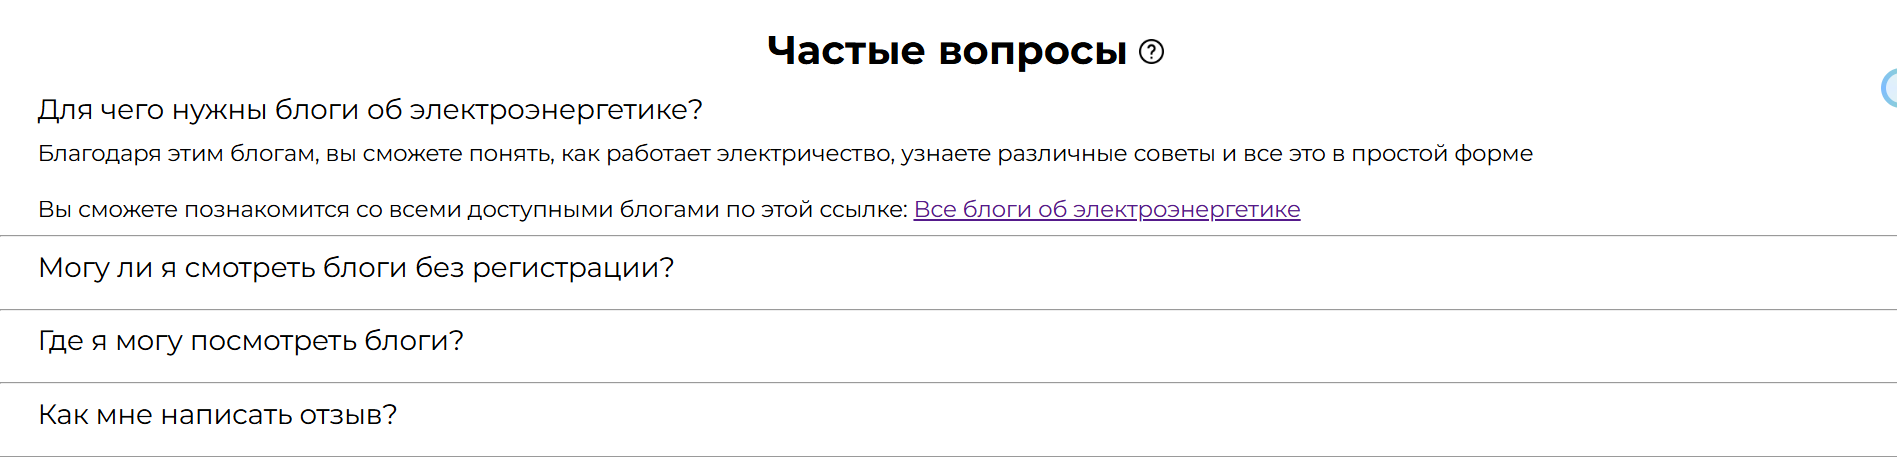 Частые вопросы
Для чего нужны блоги об электроэнергетике?
Благодаря этим блогам, вы сможете понять, как работает электричество, узнаете различные советы и все это в простой форме
Вы сможете познакомится со всеми доступными блогами по этой ссылке: Все блоги об электроэнергетике
Могу ли я смотреть блоги без регистрации?
Где я могу посмотреть блоги?
Как мне написать отзыв?